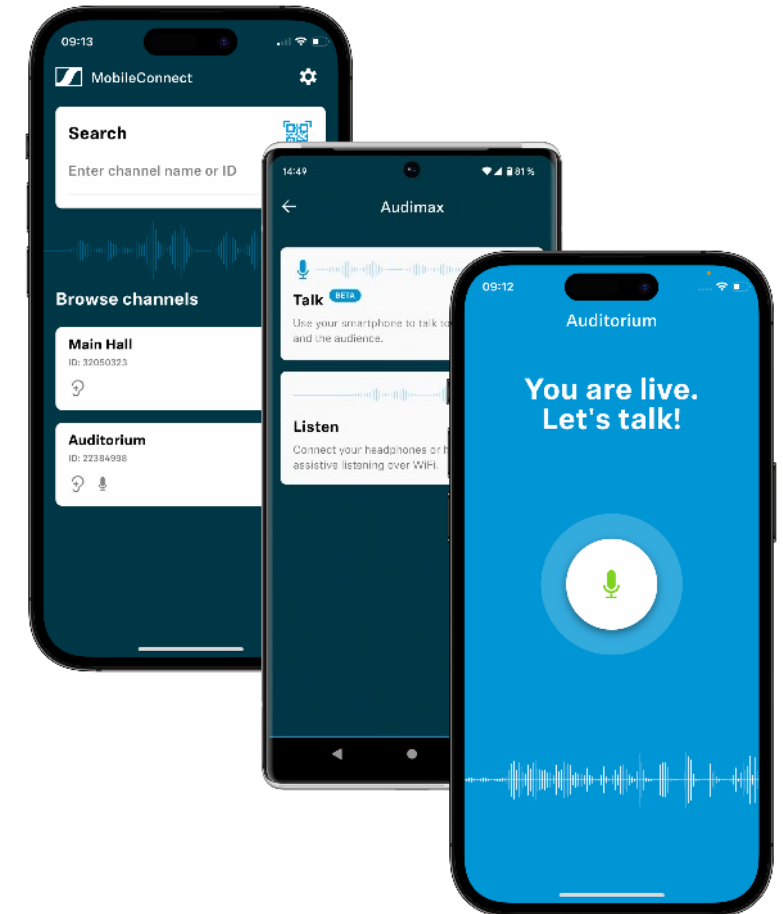 09:13
MobileConnect
Search
Enter channel name or ID
Browse channels
Main Hall
ID: 32050323
Auditorium
ID: 22384998
14:49
81%
Audimax
Talk BETA
Use your smartphone to talk to
and the audience.
Listen
Connect your headphones or
assistive listening over WiFi.
09:12
Auditorium
You are live.
Let's talk!